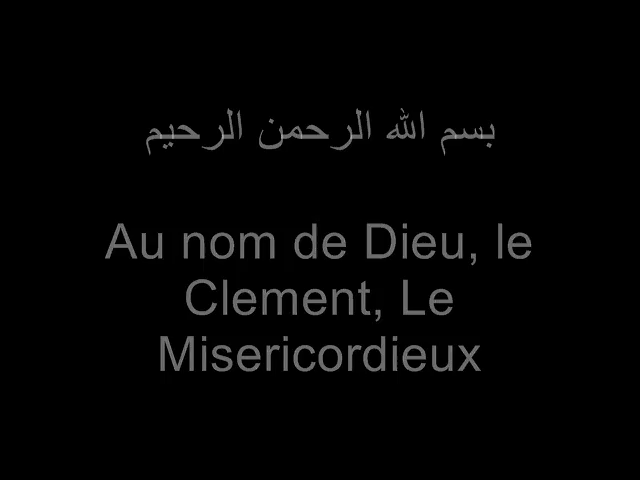 بسم الله الرحمن الرحيم
Au nom de Dieu, le
Clement, Le
Misericordieux